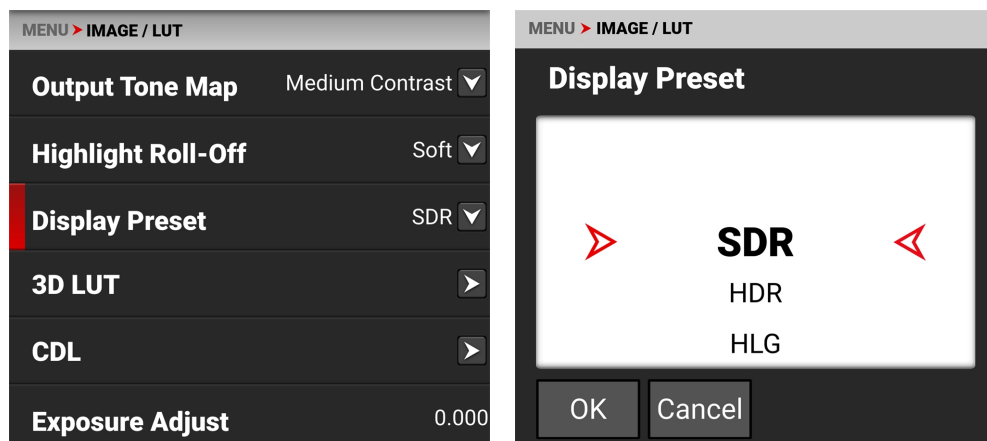 MENU IMAGE / LUT
Output Tone Map Medium Contrast
Highlight Roll-Off Soft
Display Preset SDR
3D LUT
CDL
Exposure Adjust 0.000
MENU IMAGE / LUT
Display Preset
SDR
HDR
HLG
OK Cancel